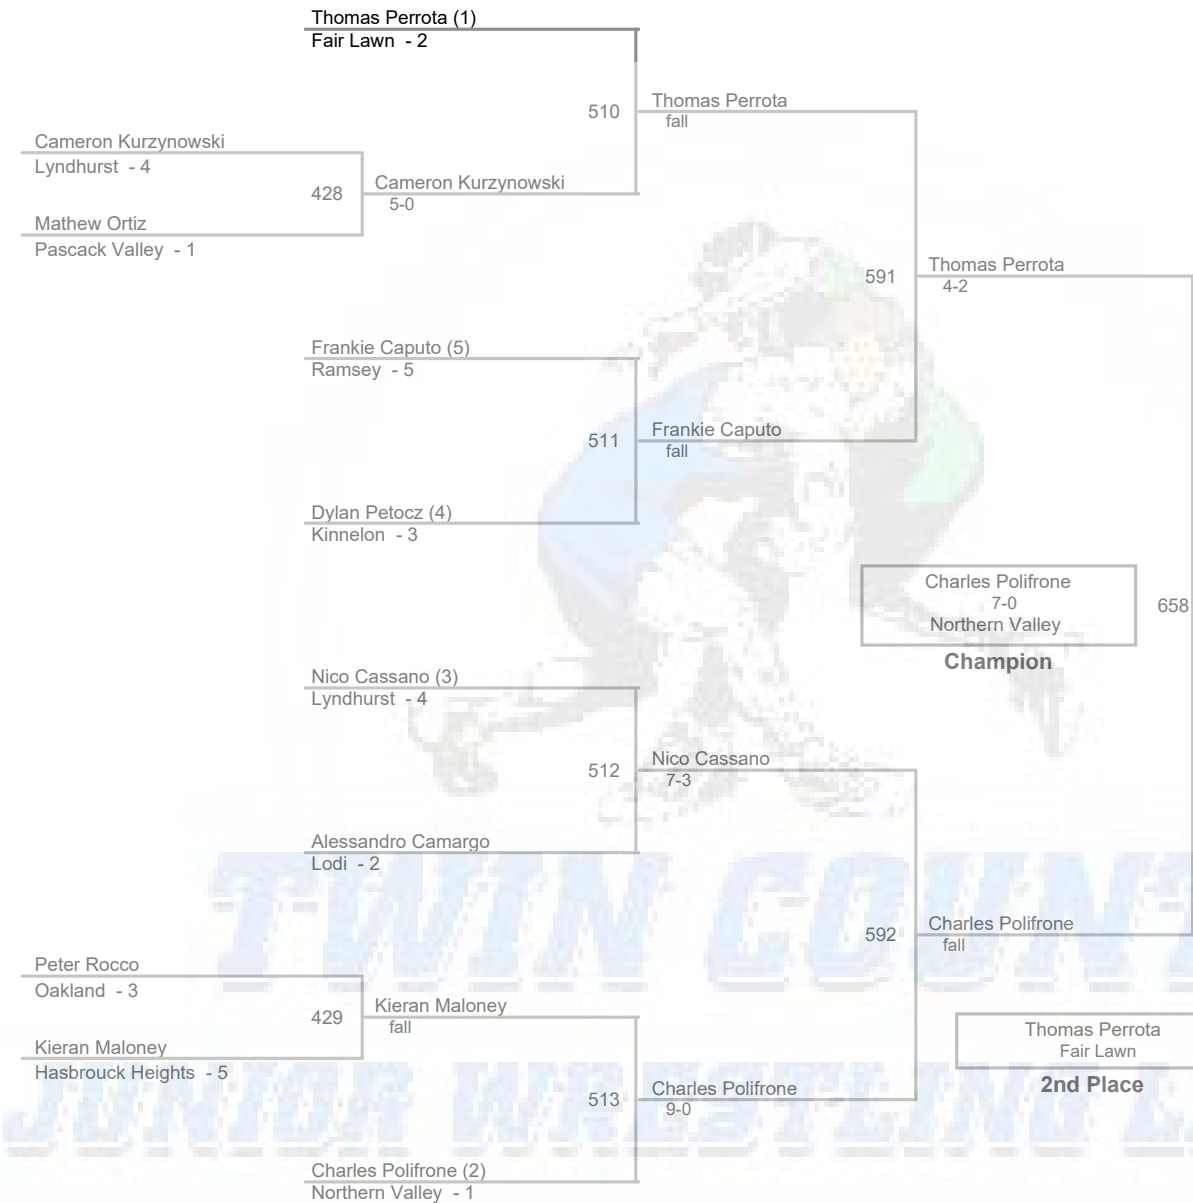 Thomas Perrota (1)
Fair Lawn - 2
510
Thomas Perrota
fall
Cameron Kurzynowski
Lyndhurst - 4
428
Cameron Kurzynowski
5-0
Mathew Ortiz
Pascack Valley - 1
591
Thomas Perrota
4-2
Frankie Caputo (5)
Ramsey - 5
511
Frankie Caputo
fall
Dylan Petocz (4)
Kinnelon - 3
Charles Polifrone
7-0
Northern Valley
658
Champion
Nico Cassano (3)
Lyndhurst - 4
512
Nico Cassano
7-3
Alessandro Camargo
Lodi - 2
592
Charles Polifrone
fall
Peter Rocco
Oakland - 3
429
Kieran Maloney
fall
Kieran Maloney
Hasbrouck Heights - 5
Thomas Perrota
Fair Lawn
2nd Place
513
Charles Polifrone
9-0
Charles Polifrone (2)
Northern Valley - 1
TWIN COUNT
JUNIOR WRESTLING